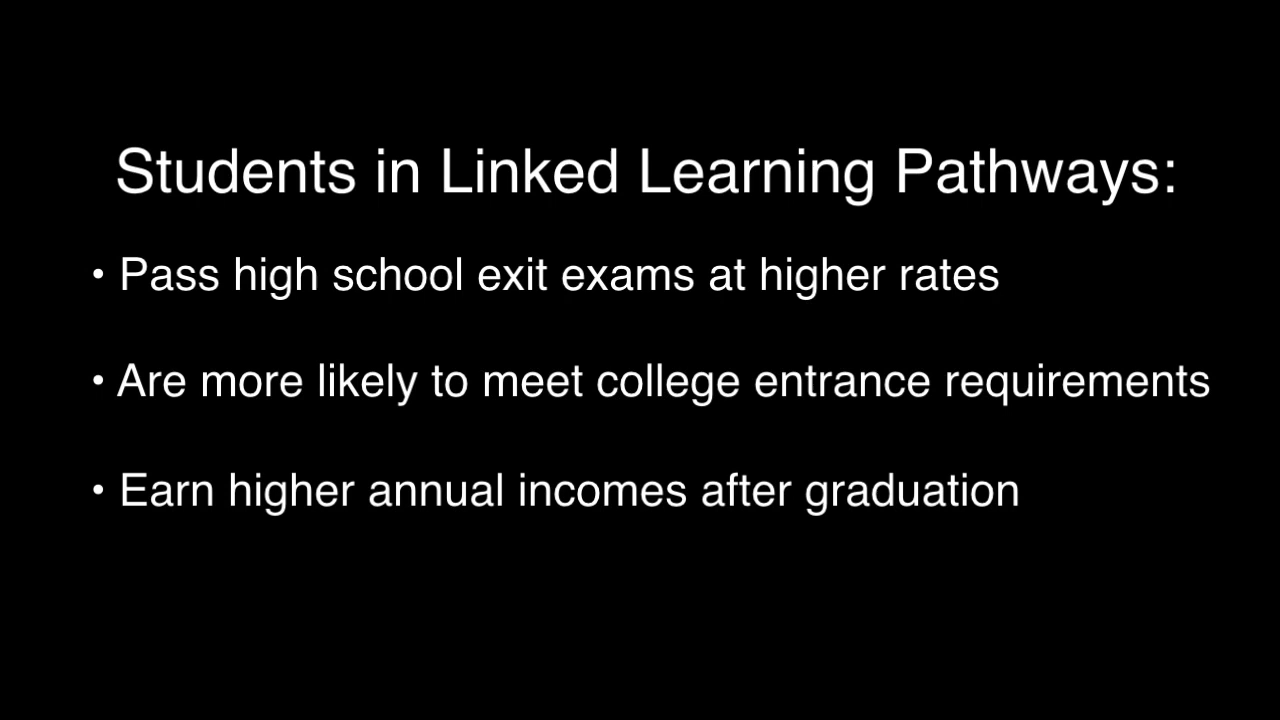 Students in Linked Learning Pathways:
• Pass high school exit exams at higher rates
• Are more likely to meet college entrance requirements
• Earn higher annual incomes after graduation